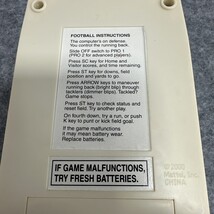 FOOTBALL INSTRUCTIONS
The computer's on defense.
You control the running back.
Slide OFF switch to PRO 1
(PRO 2 for advanced players).
Press SC key for Home and
Visitor scores, and time remaining.
Press ST key for downs, field
position and yards to go.
Press ARROW keys to maneuver
running back (bright blip) through
tacklers (dimmer blips). Tackled?
Game stops.
Press ST key to check status and
reset field. Try another play.
On fourth down, try a run, or push
K key to punt or kick field goal.
If the game malfunctions
it may mean battery wear.
Replace batteries.
IF GAME MALFUNCTIONS,
TRY FRESH BATTERIES.
Mattel, Inc.
CHINA